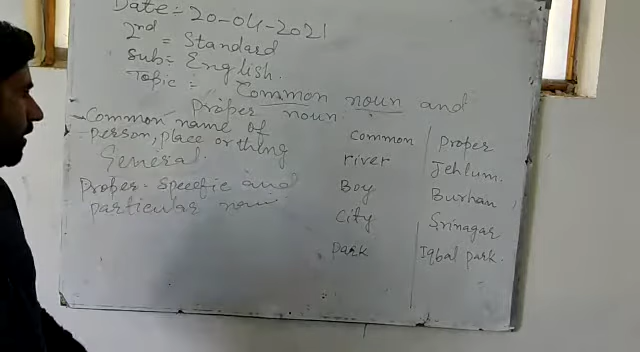 Date:- 20-04-2021
2nd = Standard
Sub:- English.
Topic :- Common noun and
Proper noun.
Common name of
person, place or thing
General.
Proper - Specefic and
particular noun
Common Proper
river Jehlum.
Boy Burhan
City Srinagar
Park Iqbal park.